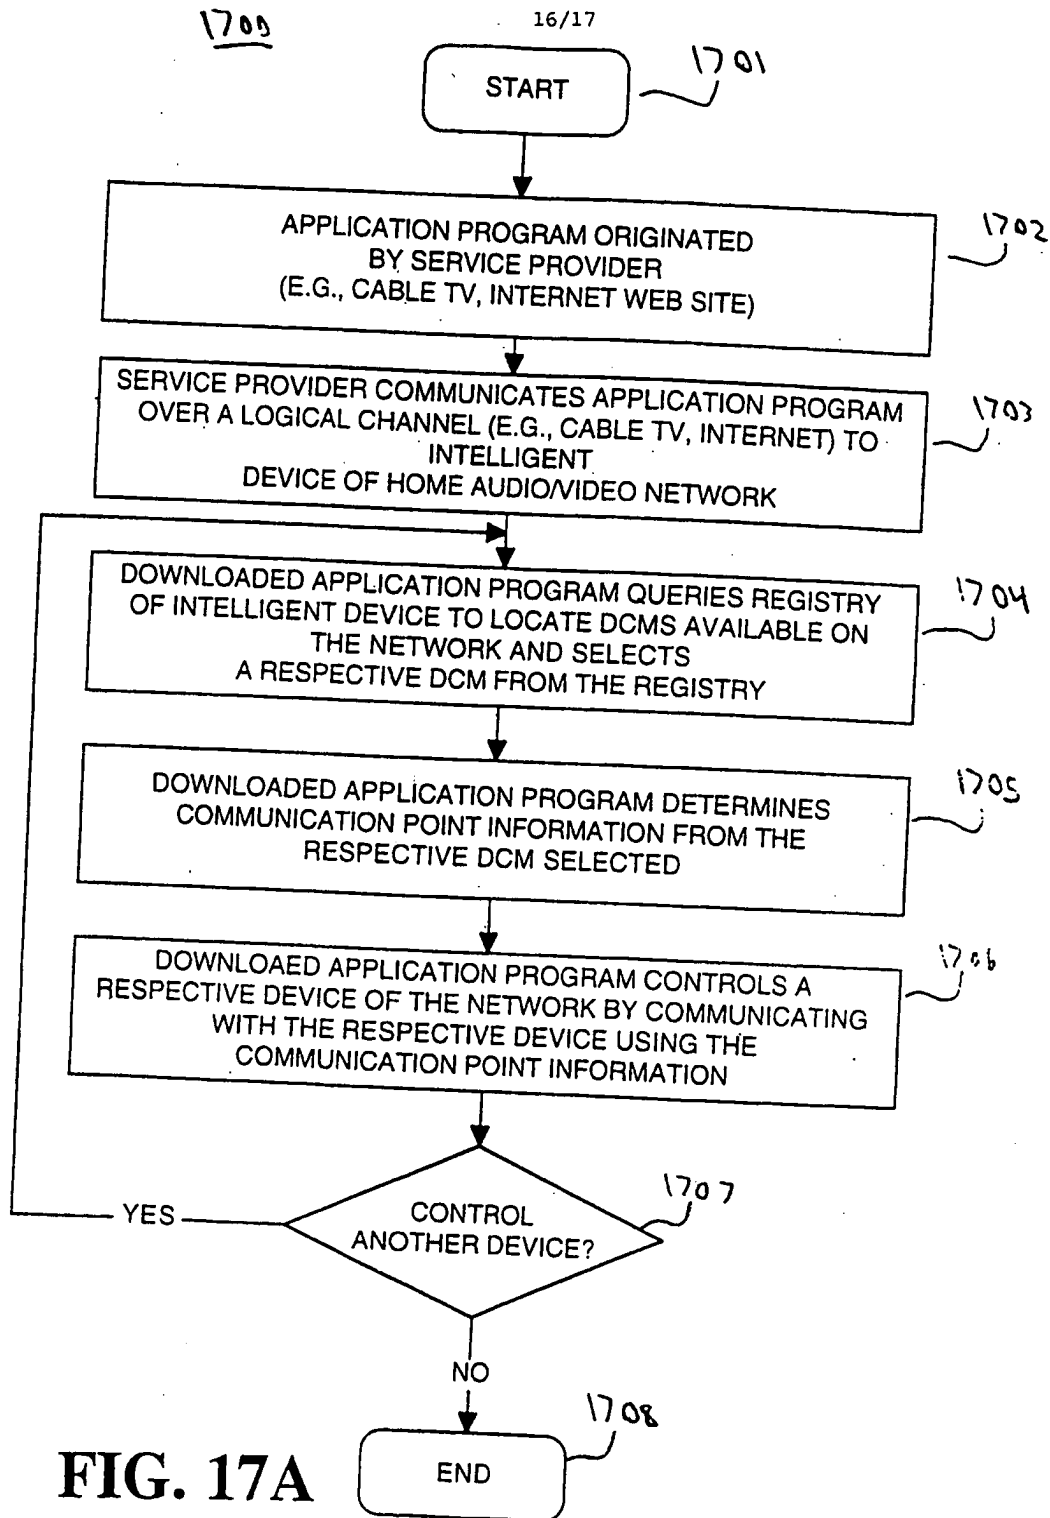 1700
16/17
START
1701
APPLICATION PROGRAM ORIGINATED
BY SERVICE PROVIDER
(E.G., CABLE TV, INTERNET WEB SITE)
1702
SERVICE PROVIDER COMMUNICATES APPLICATION PROGRAM
OVER A LOGICAL CHANNEL (E.G., CABLE TV, INTERNET) TO
INTELLIGENT
DEVICE OF HOME AUDIO/VIDEO NETWORK
1703
DOWNLOADED APPLICATION PROGRAM QUERIES REGISTRY
OF INTELLIGENT DEVICE TO LOCATE DCMS AVAILABLE ON
THE NETWORK AND SELECTS
A RESPECTIVE DCM FROM THE REGISTRY
1704
DOWNLOADED APPLICATION PROGRAM DETERMINES
COMMUNICATION POINT INFORMATION FROM THE
RESPECTIVE DCM SELECTED
1705
DOWNLOAED APPLICATION PROGRAM CONTROLS A
RESPECTIVE DEVICE OF THE NETWORK BY COMMUNICATING
WITH THE RESPECTIVE DEVICE USING THE
COMMUNICATION POINT INFORMATION
1706
YES
CONTROL
ANOTHER DEVICE?
1707
NO
END
1708
FIG. 17A